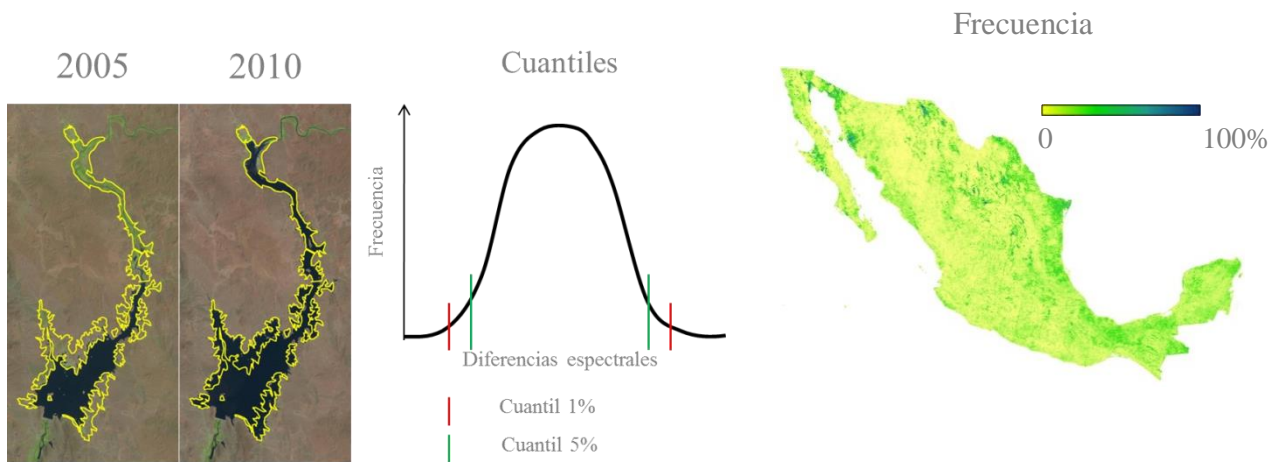 2005
2010
Cuantiles
Frecuencia
Frecuencia
Diferencias espectrales
Cuantil 1%
Cuantil 5%
0
100%